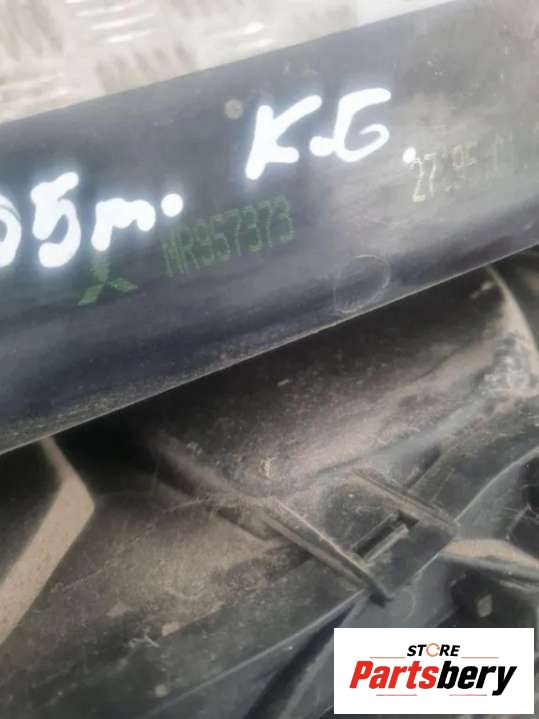 05m. K.G.
MR957373
STORE
Partsbery